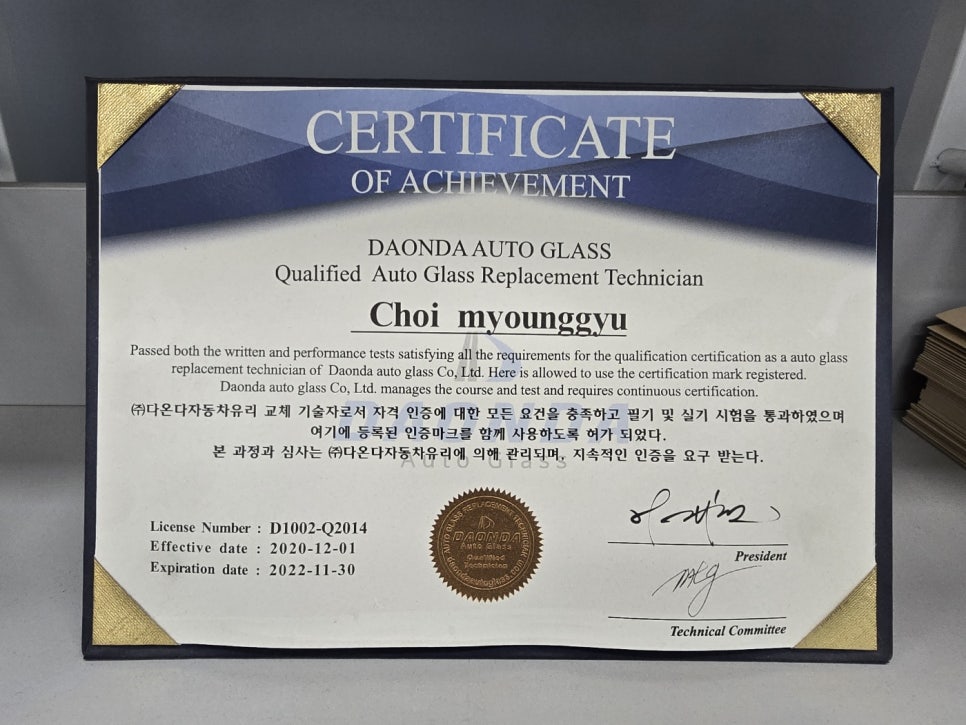 CERTIFICATE
OF ACHIEVEMENT
DAONDA AUTO GLASS
Qualified Auto Glass Replacement Technician
Choi myounggyu
Passed both the written and performance tests satisfying all the requirements for the qualification certification as a auto glass
replacement technician of Daonda auto glass Co, Ltd. Here is allowed to use the certification mark registered.
Daonda auto glass Co, Ltd. manages the course and test and requires continuous certification.
㈜다온다자동차유리 교체 기술자로서 자격 인증에 대한 모든 요건을 충족하고 필기 및 실기 시험을 통과하였으며
여기에 등록된 인증마크를 함께 사용하도록 허가 되었다.
본 과정과 심사는 ㈜다온다자동차유리에 의해 관리되며, 지속적인 인증을 요구 받는다.
DAONDA
Auto Glass
License Number : D1002-Q2014
Effective date : 2020-12-01
Expiration date : 2022-11-30
AUTO GLASS REPLACEMENT TECHNICIAN
DAONDA
Auto Glass
Qualified
Technician
President
Technical Committee